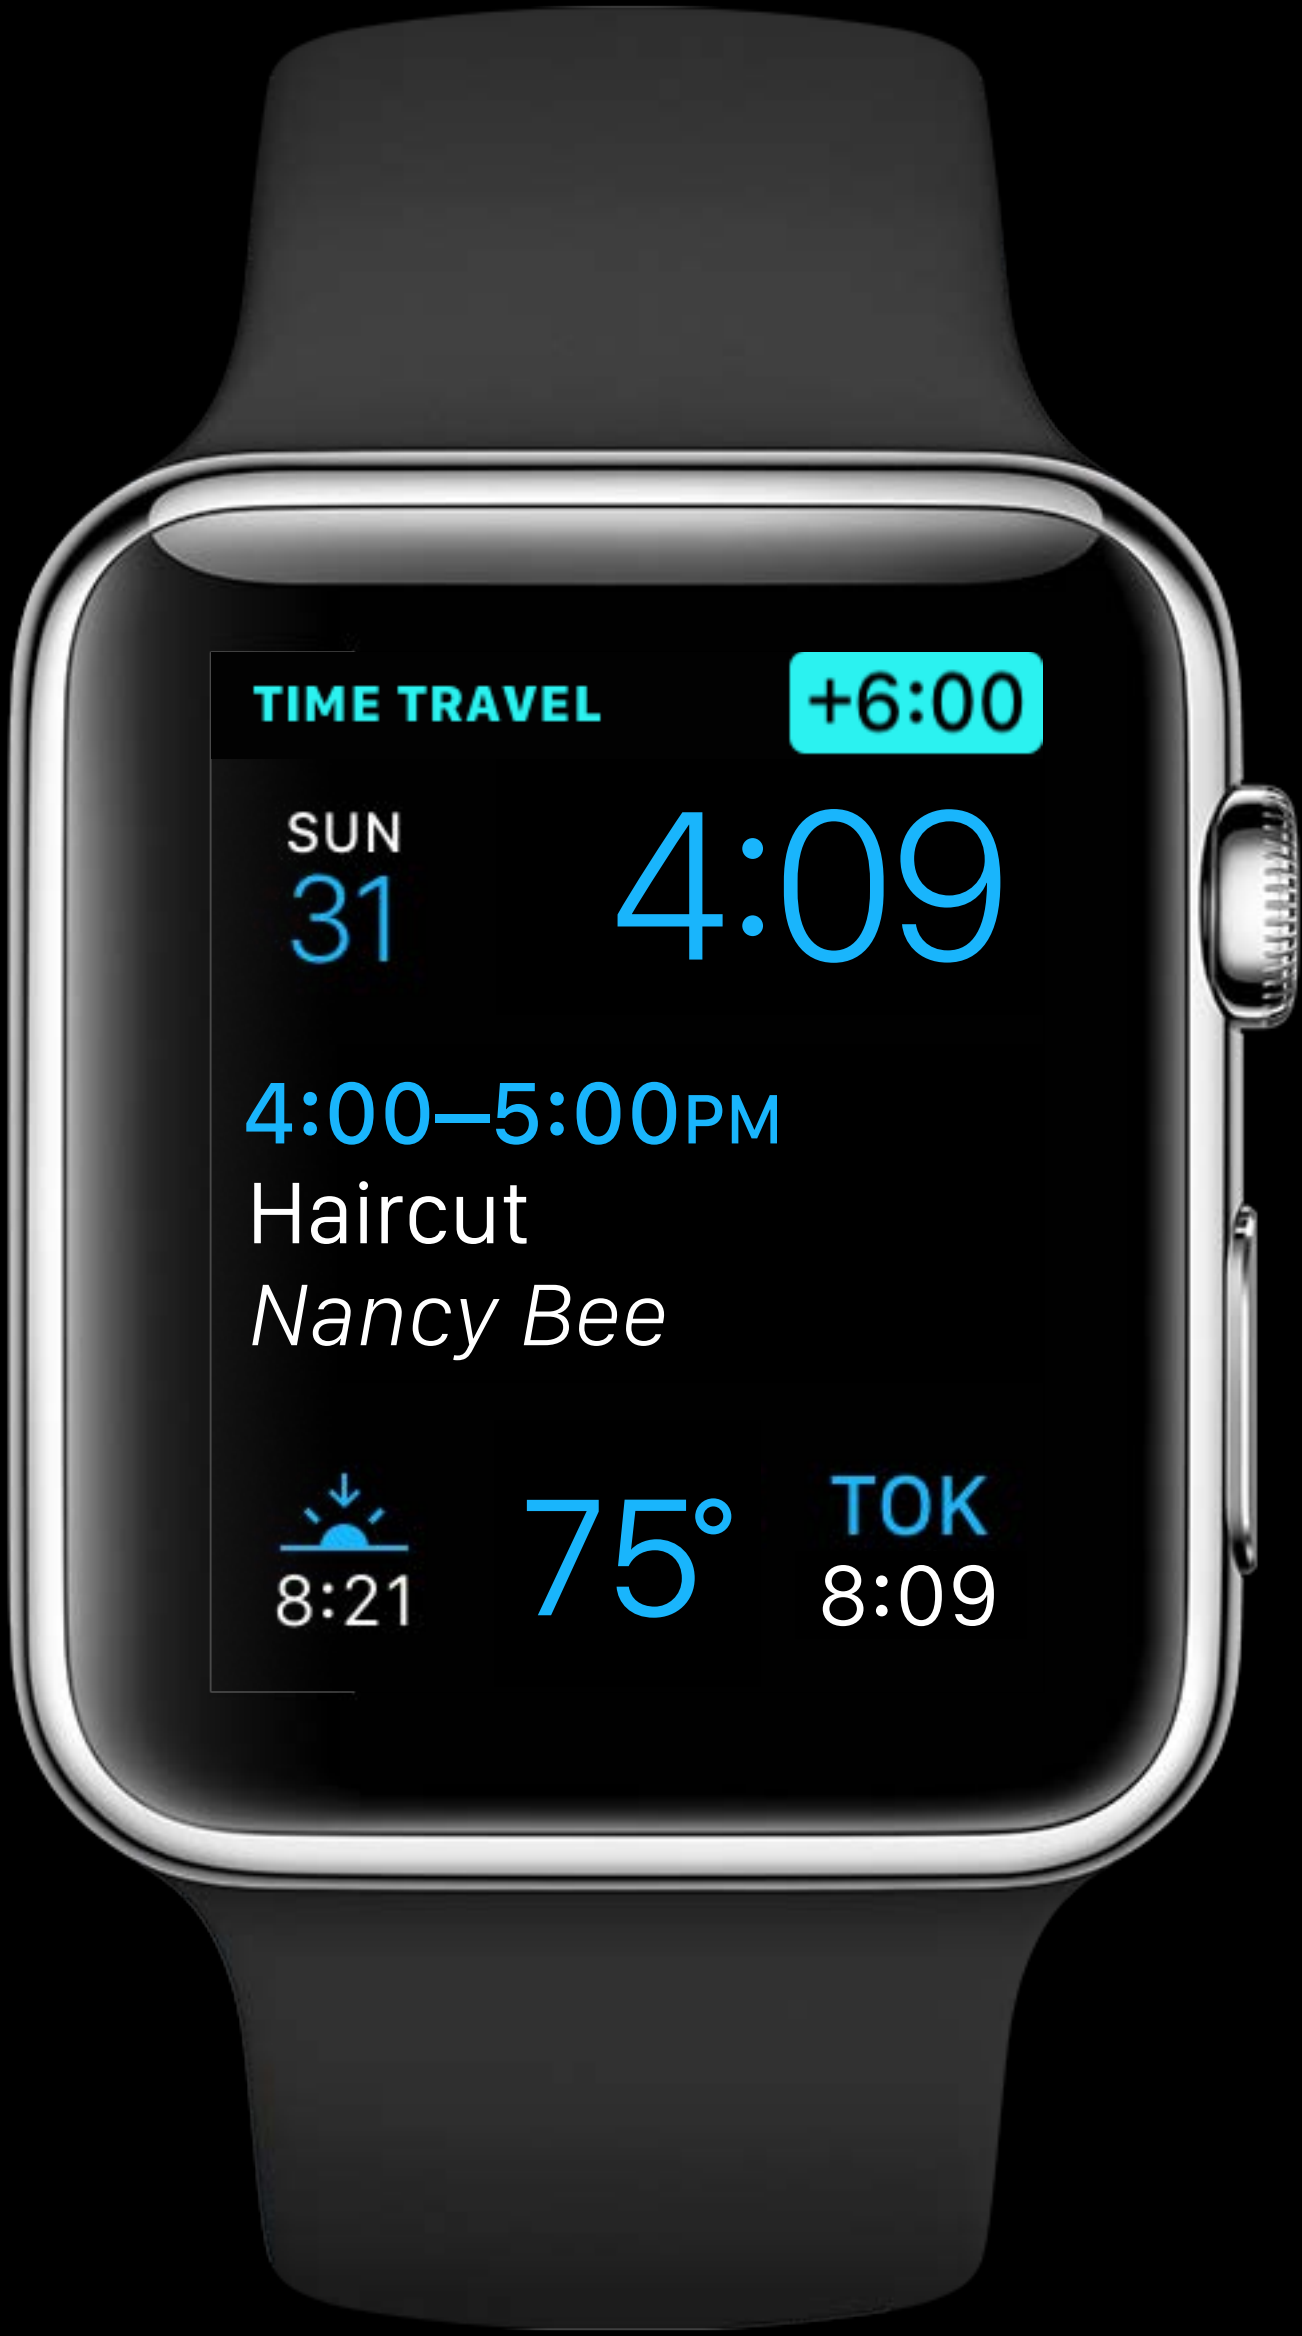 TIME TRAVEL +6:00
SUN
31
4:09
4:00–5:00PM
Haircut
Nancy Bee
8:21
75°
TOK
8:09